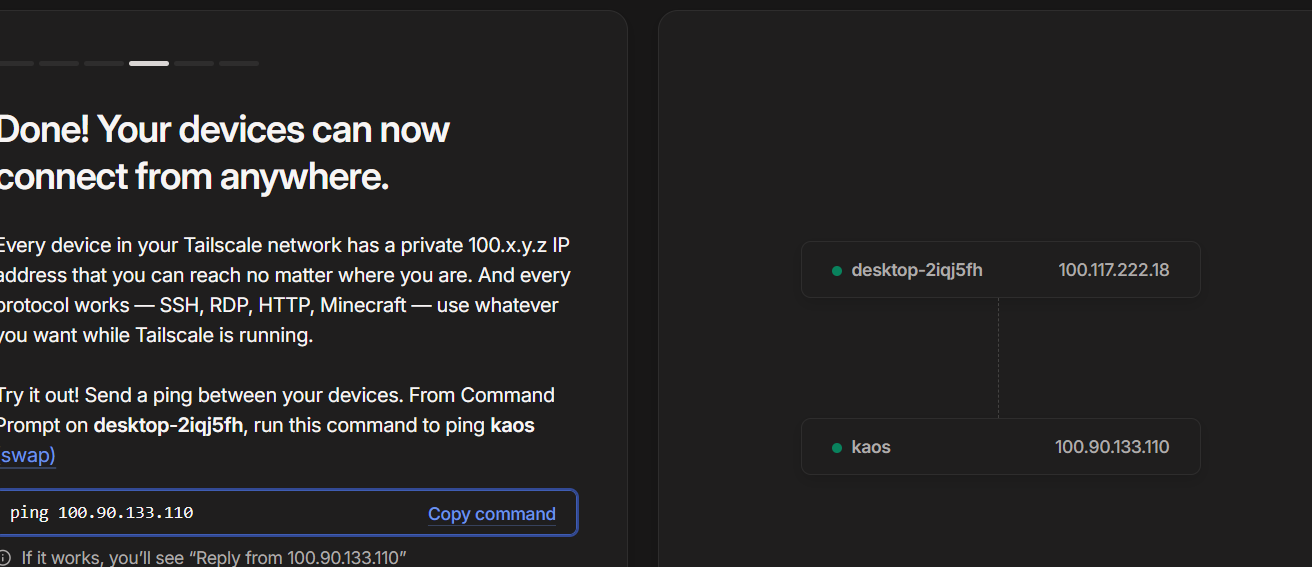 Done! Your devices can now
connect from anywhere.
Every device in your Tailscale network has a private 100.x.y.z IP
address that you can reach no matter where you are. And every
protocol works — SSH, RDP, HTTP, Minecraft — use whatever
you want while Tailscale is running.
Try it out! Send a ping between your devices. From Command
Prompt on desktop-2iqj5fh, run this command to ping kaos
(swap)
ping 100.90.133.110
Copy command
If it works, you’ll see “Reply from 100.90.133.110”
desktop-2iqj5fh 100.117.222.18
kaos 100.90.133.110